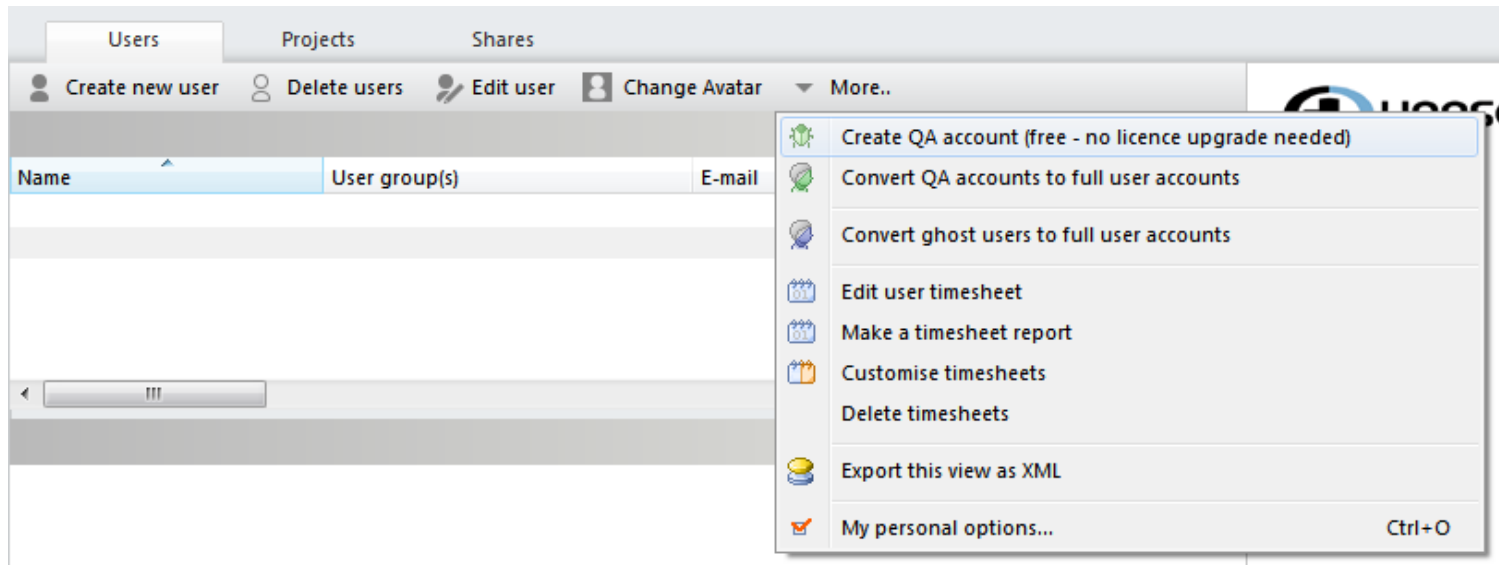 Users Projects Shares
Create new user Delete users Edit user Change Avatar More..
Name User group(s) E-mail
Create QA account (free - no licence upgrade needed)
Convert QA accounts to full user accounts
Convert ghost users to full user accounts
Edit user timesheet
Make a timesheet report
Customise timesheets
Delete timesheets
Export this view as XML
My personal options... Ctrl+O